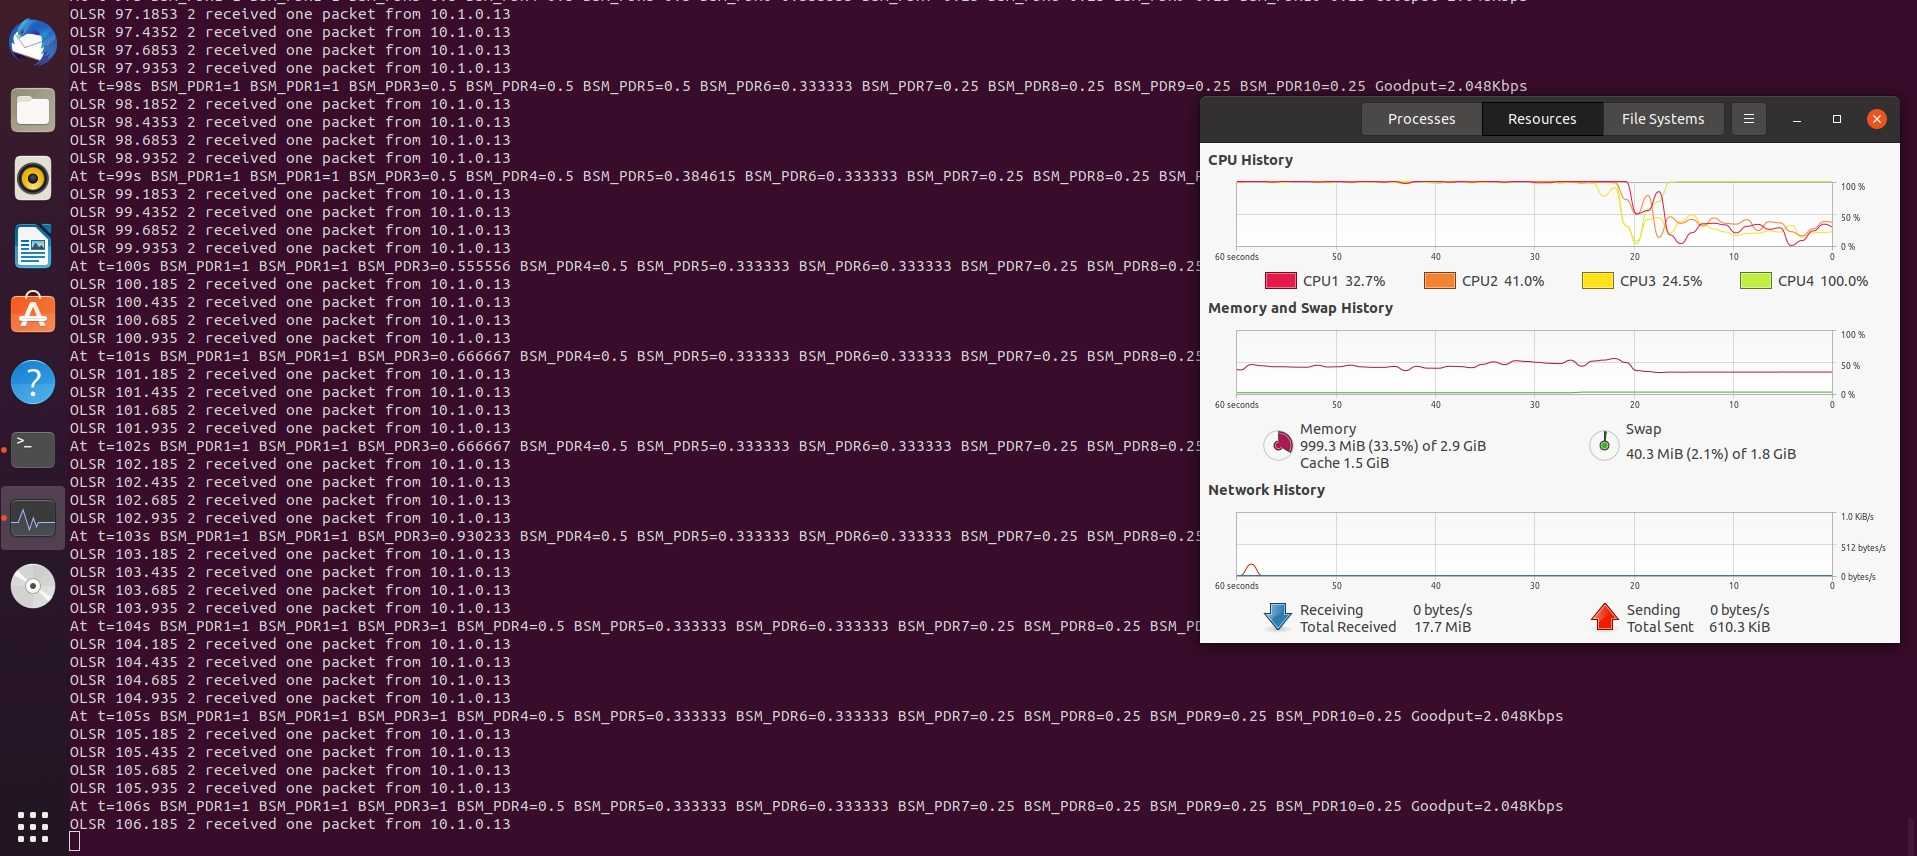 OLSR 97.1853 2 received one packet from 10.1.0.13
OLSR 97.4352 2 received one packet from 10.1.0.13
OLSR 97.6853 2 received one packet from 10.1.0.13
OLSR 97.9353 2 received one packet from 10.1.0.13
At t=98s BSM_PDR1=1 BSM_PDR1=1 BSM_PDR3=0.5 BSM_PDR4=0.5 BSM_PDR5=0.5 BSM_PDR6=0.333333 BSM_PDR7=0.25 BSM_PDR8=0.25 BSM_PDR9=0.25 BSM_PDR10=0.25 Goodput=2.048Kbps
OLSR 98.1852 2 received one packet from 10.1.0.13
OLSR 98.4353 2 received one packet from 10.1.0.13
OLSR 98.6853 2 received one packet from 10.1.0.13
OLSR 98.9352 2 received one packet from 10.1.0.13
At t=99s BSM_PDR1=1 BSM_PDR1=1 BSM_PDR3=0.5 BSM_PDR4=0.5 BSM_PDR5=0.384615 BSM_PDR6=0.333333 BSM_PDR7=0.25 BSM_PDR8=0.25 BSM_
OLSR 99.1853 2 received one packet from 10.1.0.13
OLSR 99.4352 2 received one packet from 10.1.0.13
OLSR 99.6852 2 received one packet from 10.1.0.13
OLSR 99.9353 2 received one packet from 10.1.0.13
At t=100s BSM_PDR1=1 BSM_PDR1=1 BSM_PDR3=0.555556 BSM_PDR4=0.5 BSM_PDR5=0.333333 BSM_PDR6=0.333333 BSM_PDR7=0.25 BSM_PDR8=0.25
OLSR 100.185 2 received one packet from 10.1.0.13
OLSR 100.435 2 received one packet from 10.1.0.13
OLSR 100.685 2 received one packet from 10.1.0.13
OLSR 100.935 2 received one packet from 10.1.0.13
At t=101s BSM_PDR1=1 BSM_PDR1=1 BSM_PDR3=0.666667 BSM_PDR4=0.5 BSM_PDR5=0.333333 BSM_PDR6=0.333333 BSM_PDR7=0.25 BSM_PDR8=0.25
OLSR 101.185 2 received one packet from 10.1.0.13
OLSR 101.435 2 received one packet from 10.1.0.13
OLSR 101.685 2 received one packet from 10.1.0.13
OLSR 101.935 2 received one packet from 10.1.0.13
At t=102s BSM_PDR1=1 BSM_PDR1=1 BSM_PDR3=0.666667 BSM_PDR4=0.5 BSM_PDR5=0.333333 BSM_PDR6=0.333333 BSM_PDR7=0.25 BSM_PDR8=0.25
OLSR 102.185 2 received one packet from 10.1.0.13
OLSR 102.435 2 received one packet from 10.1.0.13
OLSR 102.685 2 received one packet from 10.1.0.13
OLSR 102.935 2 received one packet from 10.1.0.13
At t=103s BSM_PDR1=1 BSM_PDR1=1 BSM_PDR3=0.930233 BSM_PDR4=0.5 BSM_PDR5=0.333333 BSM_PDR6=0.333333 BSM_PDR7=0.25 BSM_PDR8=0.25
OLSR 103.185 2 received one packet from 10.1.0.13
OLSR 103.435 2 received one packet from 10.1.0.13
OLSR 103.685 2 received one packet from 10.1.0.13
OLSR 103.935 2 received one packet from 10.1.0.13
At t=104s BSM_PDR1=1 BSM_PDR1=1 BSM_PDR3=1 BSM_PDR4=0.5 BSM_PDR5=0.333333 BSM_PDR6=0.333333 BSM_PDR7=0.25 BSM_PDR8=0.25 BSM_PD
OLSR 104.185 2 received one packet from 10.1.0.13
OLSR 104.435 2 received one packet from 10.1.0.13
OLSR 104.685 2 received one packet from 10.1.0.13
OLSR 104.935 2 received one packet from 10.1.0.13
At t=105s BSM_PDR1=1 BSM_PDR1=1 BSM_PDR3=1 BSM_PDR4=0.5 BSM_PDR5=0.333333 BSM_PDR6=0.333333 BSM_PDR7=0.25 BSM_PDR8=0.25 BSM_PDR9=0.25 BSM_PDR10=0.25 Goodput=2.048Kbps
OLSR 105.185 2 received one packet from 10.1.0.13
OLSR 105.435 2 received one packet from 10.1.0.13
OLSR 105.685 2 received one packet from 10.1.0.13
OLSR 105.935 2 received one packet from 10.1.0.13
At t=106s BSM_PDR1=1 BSM_PDR1=1 BSM_PDR3=1 BSM_PDR4=0.5 BSM_PDR5=0.333333 BSM_PDR6=0.333333 BSM_PDR7=0.25 BSM_PDR8=0.25 BSM_PDR9=0.25 BSM_PDR10=0.25 Goodput=2.048Kbps
OLSR 106.185 2 received one packet from 10.1.0.13
Processes Resources File Systems
CPU History
100 %
50 %
0 %
60 seconds 50 40 30 20 10 0
CPU1 32.7% CPU2 41.0% CPU3 24.5% CPU4 100.0%
Memory and Swap History
100 %
50 %
0 %
60 seconds 50 40 30 20 10 0
Memory
999.3 MiB (33.5%) of 2.9 GiB
Cache 1.5 GiB
Swap
40.3 MiB (2.1%) of 1.8 GiB
Network History
1.0 KiB/s
512 bytes/s
0 bytes/s
60 seconds 50 40 30 20 10 0
Receiving 0 bytes/s
Total Received 17.7 MiB
Sending 0 bytes/s
Total Sent 610.3 KiB